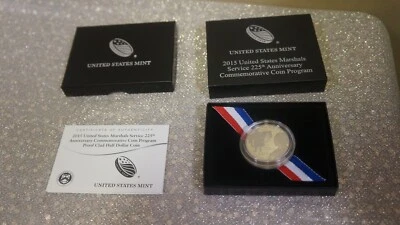 UNITED STATES MINT
2015 United States Marshals
Service 225th Anniversary
Commemorative Coin Program
UNITED STATES MINT
CERTIFICATE OF AUTHENTICITY
2015 United States Marshals Service 225th
Anniversary Commemorative Coin Program
Proof Clad Half Dollar Coin
UNITED STATES MINT